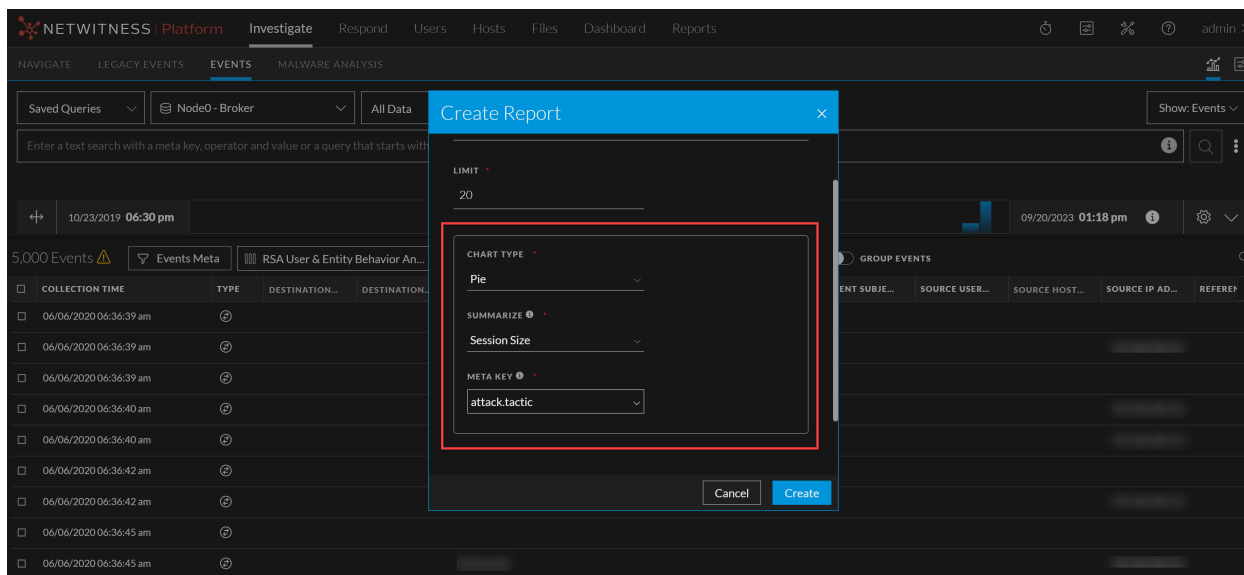 NETWITNESS Platform Investigate Respond Users Hosts Files Dashboard Reports admin
NAVIGATE LEGACY EVENTS EVENTS MALWARE ANALYSIS
Saved Queries Node0 - Broker All Data Show: Events
Enter a text search with a meta key, operator and value or a query that starts with
10/23/2019 06:30 pm 09/20/2023 01:18 pm
5,000 Events Events Meta RSA User & Entity Behavior An... GROUP EVENTS
COLLECTION TIME TYPE DESTINATION... DESTINATION... ENT SUBJE... SOURCE USER... SOURCE HOST... SOURCE IP AD... REFEREN
06/06/2020 06:36:39 am
06/06/2020 06:36:39 am
06/06/2020 06:36:39 am
06/06/2020 06:36:40 am
06/06/2020 06:36:40 am
06/06/2020 06:36:42 am
06/06/2020 06:36:42 am
06/06/2020 06:36:45 am
06/06/2020 06:36:45 am
Create Report
LIMIT *
20
CHART TYPE *
Pie
SUMMARIZE *
Session Size
META KEY *
attack.tactic
Cancel Create